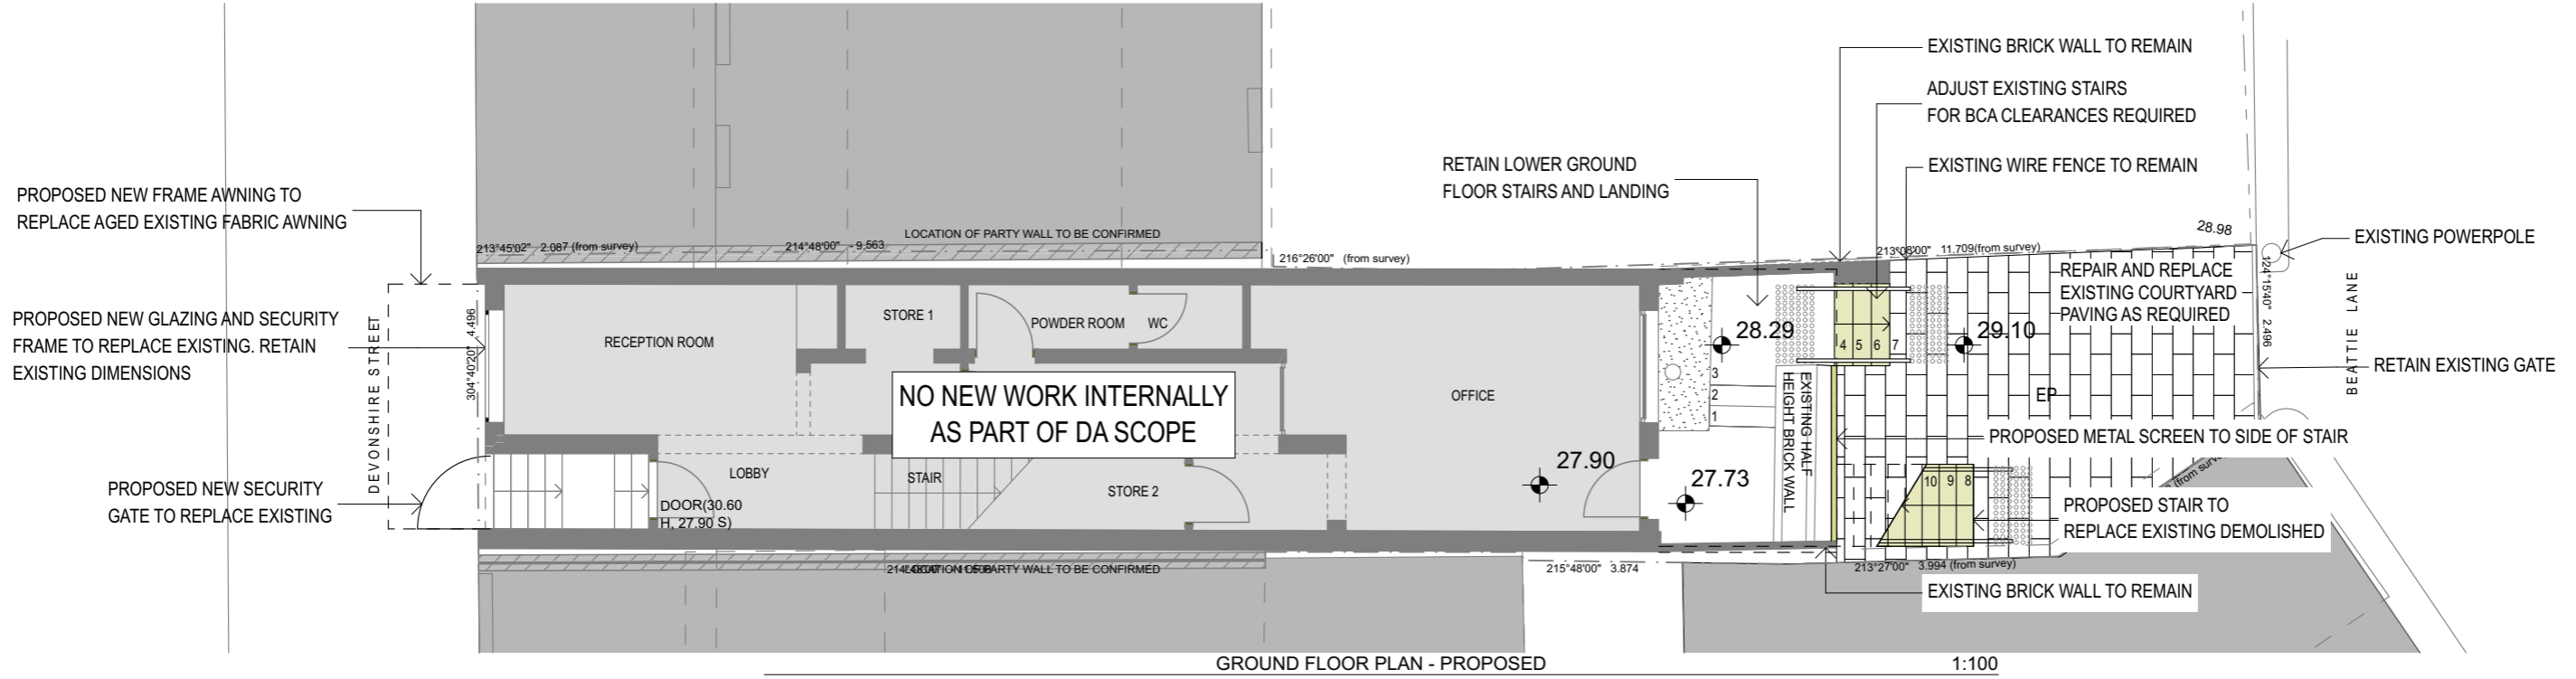 PROPOSED NEW FRAME AWNING TO
REPLACE AGED EXISTING FABRIC AWNING
PROPOSED NEW GLAZING AND SECURITY
FRAME TO REPLACE EXISTING. RETAIN
EXISTING DIMENSIONS
PROPOSED NEW SECURITY
GATE TO REPLACE EXISTING
DEVONSHIRE STREET
304°40'20" 4.496
213°45'02" 2.087 (from survey)
214°48'00" - 9.563
LOCATION OF PARTY WALL TO BE CONFIRMED
216°26'00" (from survey)
RECEPTION ROOM
STORE 1
POWDER ROOM
WC
NO NEW WORK INTERNALLY
AS PART OF DA SCOPE
OFFICE
LOBBY
DOOR(30.60
H, 27.90 S)
STAIR
STORE 2
27.90
27.73
LOCATION OF PARTY WALL TO BE CONFIRMED
215°48'00" 3.874
RETAIN LOWER GROUND
FLOOR STAIRS AND LANDING
28.29
3
2
1
EXISTING HALF
HEIGHT BRICK WALL
4 5 6 7
EXISTING BRICK WALL TO REMAIN
ADJUST EXISTING STAIRS
FOR BCA CLEARANCES REQUIRED
EXISTING WIRE FENCE TO REMAIN
213°08'00" 11.709(from survey)
28.98
EXISTING POWERPOLE
REPAIR AND REPLACE
EXISTING COURTYARD
PAVING AS REQUIRED
29.10
124°15'40" 2.496
BEATTIE LANE
RETAIN EXISTING GATE
EP
PROPOSED METAL SCREEN TO SIDE OF STAIR
(from
10 9 8
PROPOSED STAIR TO
REPLACE EXISTING DEMOLISHED
213°27'00" 3.994 (from survey)
EXISTING BRICK WALL TO REMAIN
GROUND FLOOR PLAN - PROPOSED
1:100